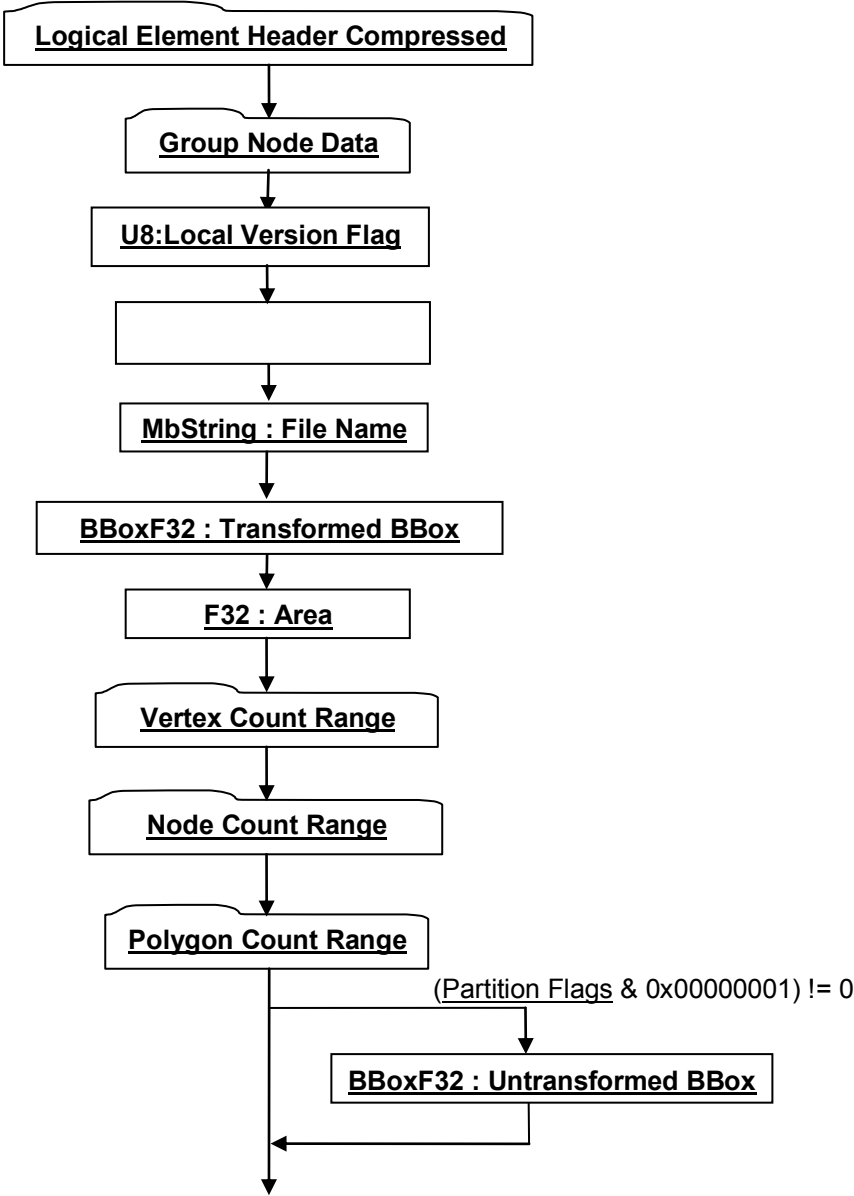 Logical Element Header Compressed
Group Node Data
U8:Local Version Flag
MbString : File Name
BBoxF32 : Transformed BBox
F32 : Area
Vertex Count Range
Node Count Range
Polygon Count Range
(Partition Flags & 0x00000001) != 0
BBoxF32 : Untransformed BBox